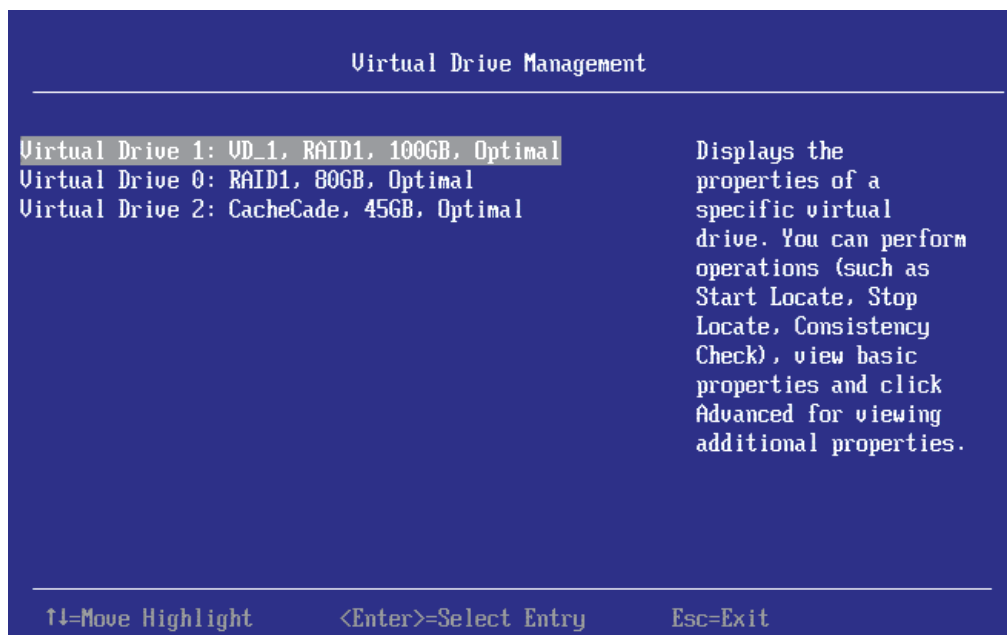 Virtual Drive Management
Virtual Drive 1: VD_1, RAID1, 100GB, Optimal
Virtual Drive 0: RAID1, 80GB, Optimal
Virtual Drive 2: CacheCade, 45GB, Optimal
Displays the
properties of a
specific virtual
drive. You can perform
operations (such as
Start Locate, Stop
Locate, Consistency
Check), view basic
properties and click
Advanced for viewing
additional properties.
↑↓=Move Highlight <Enter>=Select Entry Esc=Exit